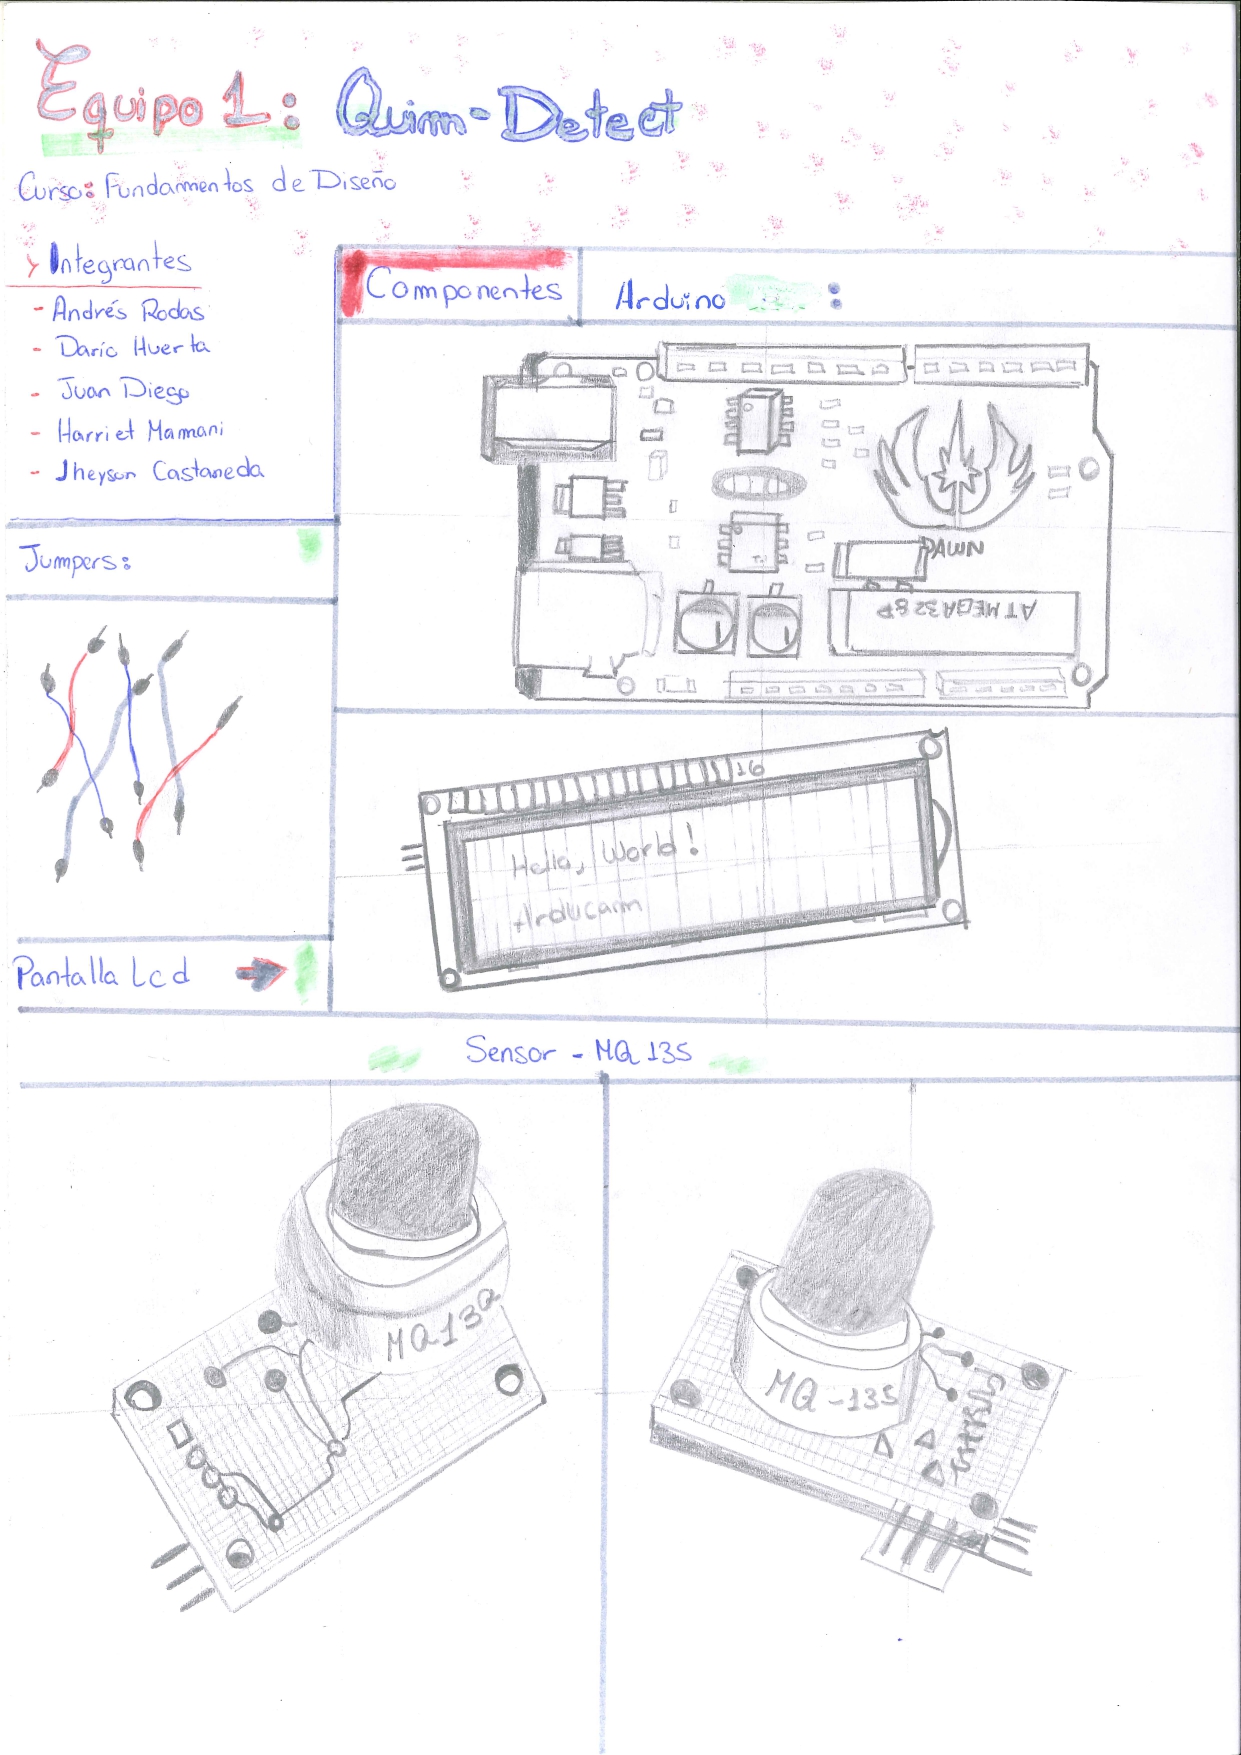 Equipo 1: Quim-Detect
Curso: Fundamentos de Diseño
Integrantes
- Andrés Rodas
- Darío Huerta
- Juan Diego
- Harriet Mamani
- Jheyson Castaneda
Componentes
Arduino :
DAWN
ATMEGA328P
Jumpers:
16
Hello, World!
Arducam
Pantalla Lcd
Sensor - MQ 135
MQ13
MQ-135